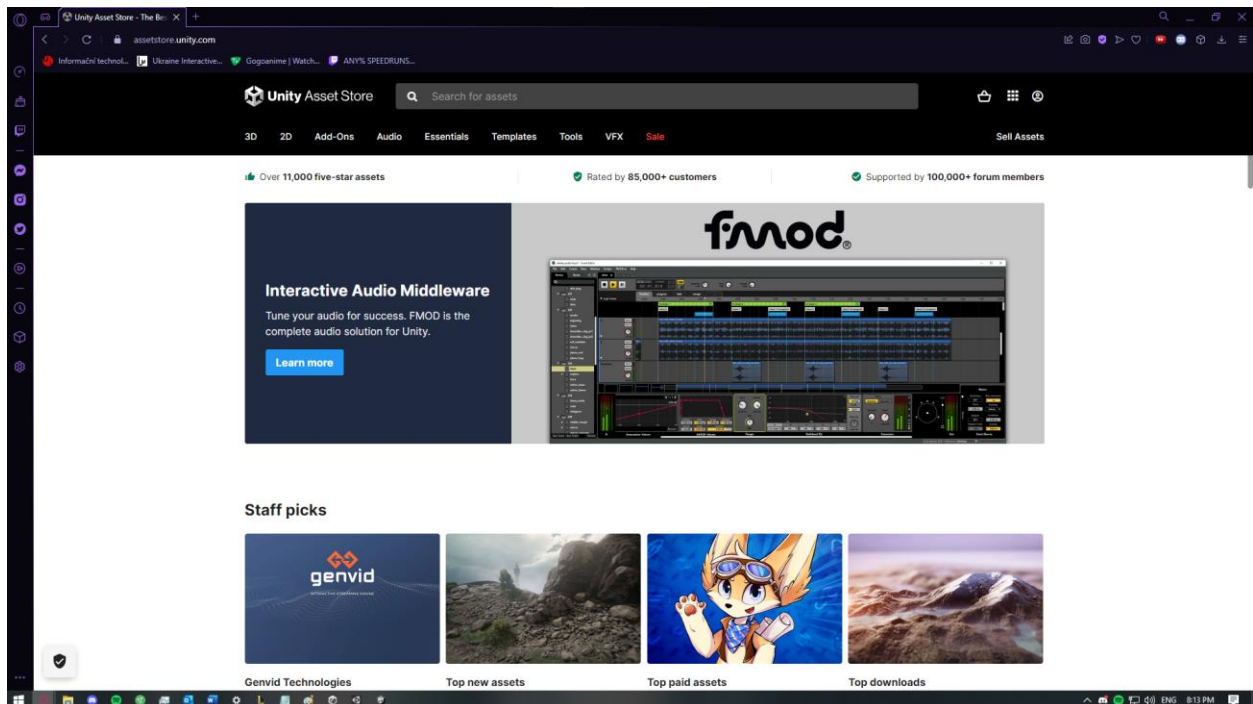 Unity Asset Store - The Bes
assetstore.unity.com
Informační technol...
Ukraine Interactive...
Gogoanime | Watch...
ANY% SPEEDRUNS...
Unity Asset Store
Search for assets
3D
2D
Add-Ons
Audio
Essentials
Templates
Tools
VFX
Sale
Sell Assets
Over 11,000 five-star assets
Rated by 85,000+ customers
Supported by 100,000+ forum members
fmod®
Interactive Audio Middleware
Tune your audio for success. FMOD is the
complete audio solution for Unity.
Learn more
Staff picks
genvid
Genvid Technologies
Top new assets
Top paid assets
Top downloads
ENG
8:13 PM